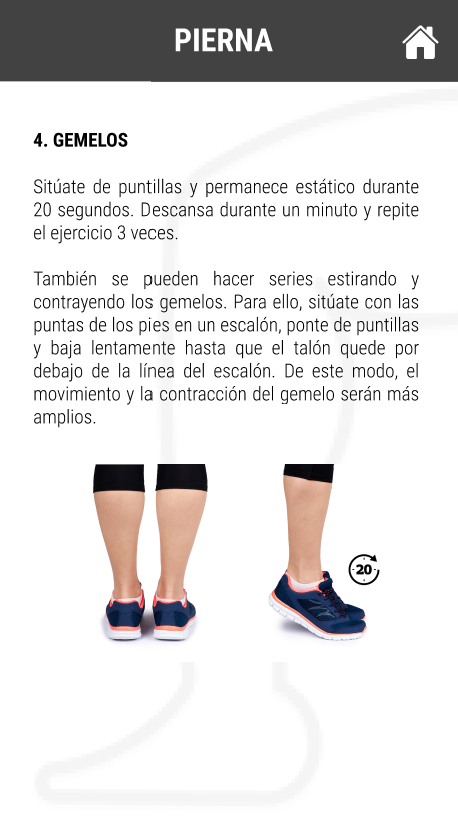 PIERNA
4. GEMELOS
Sitúate de puntillas y permanece estático durante
20 segundos. Descansa durante un minuto y repite
el ejercicio 3 veces.
También se pueden hacer series estirando y
contrayendo los gemelos. Para ello, sitúate con las
puntas de los pies en un escalón, ponte de puntillas
y baja lentamente hasta que el talón quede por
debajo de la línea del escalón. De este modo, el
movimiento y la contracción del gemelo serán más
amplios.
20